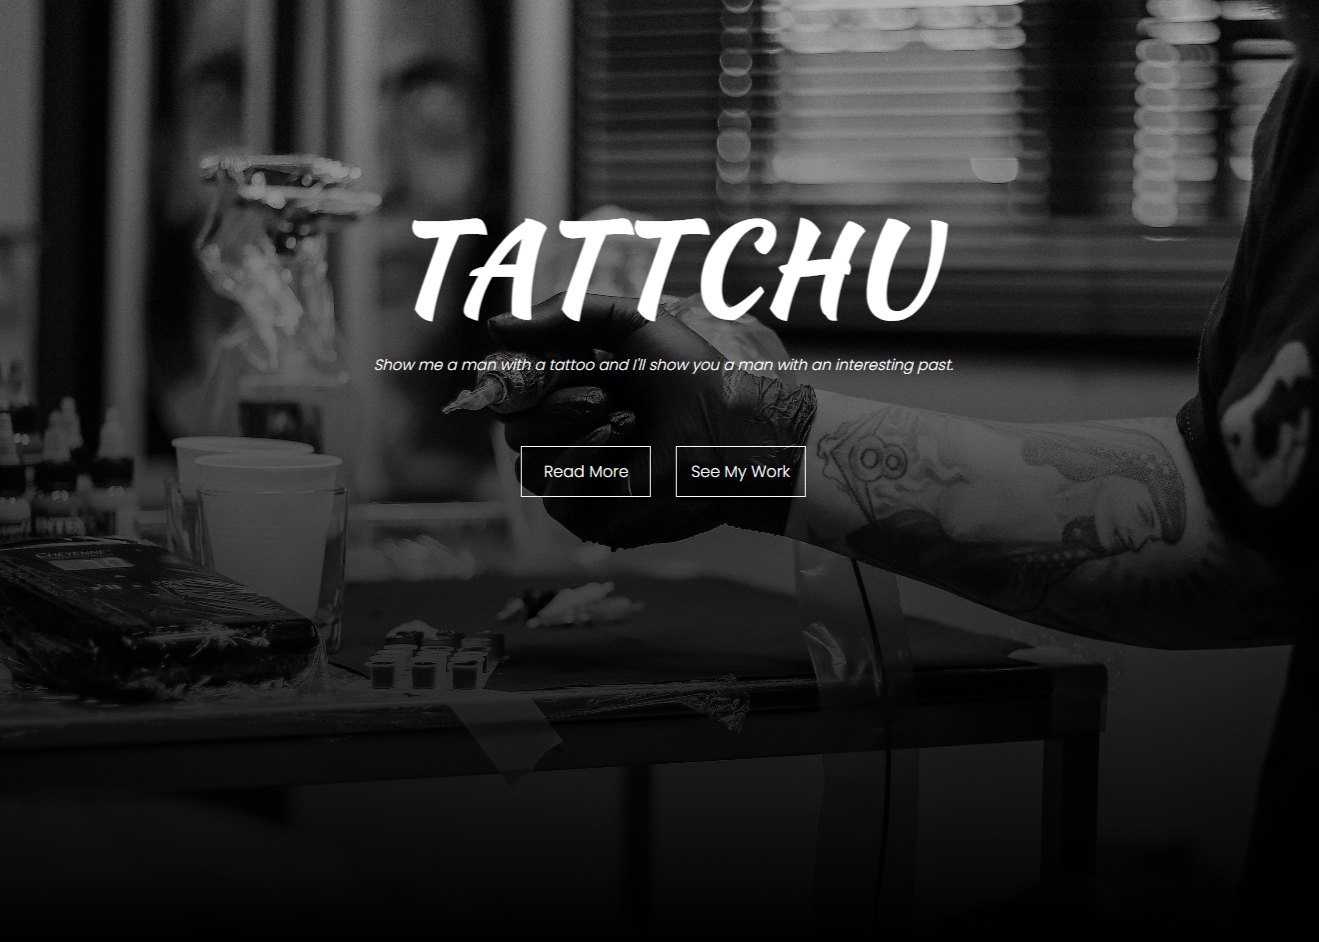 TATTCHU
Show me a man with a tattoo and I'll show you a man with an interesting past.
Read More
See My Work
CHEYENNE